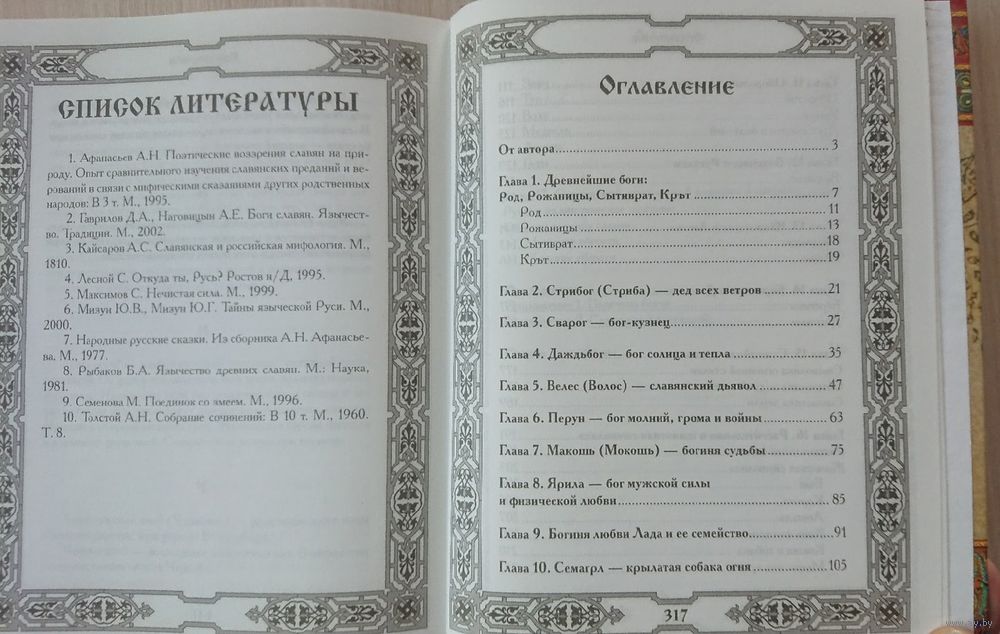 СПИСОК ЛИТЕРАТУРЫ
1. Афанасьев А.Н. Поэтические воззрения славян на при-
роду. Опыт сравнительного изучения славянских преданий и ве-
рований в связи с мифическими сказаниями других родственных
народов: В 3 т. М., 1995.
2. Гаврилов Д.А., Наговицын А.Е. Боги славян. Язычест-
во. Традиции. М., 2002.
3. Кайсаров А.С. Славянская и российская мифология. М.,
1810.
4. Лесной С. Откуда ты, Русь? Ростов н/Д, 1995.
5. Максимов С. Нечистая сила. М., 1999.
6. Мизун Ю.В., Мизун Ю.Г. Тайны языческой Руси. М.,
2000.
7. Народные русские сказки. Из сборника А.Н. Афанасье-
ва. М., 1977.
8. Рыбаков Б.А. Язычество древних славян. М.: Наука,
1981.
9. Семенова М. Поединок со змеем. М., 1996.
10. Толстой А.Н. Собрание сочинений: В 10 т. М., 1960.
Т. 8.
Оглавление
От автора 3
Глава 1. Древнейшие боги:
Род, Рожаницы, Сытиврат, Крът 7
Род 11
Рожаницы 13
Сытиврат 18
Крът 19
Глава 2. Стрибог (Стриба) — дед всех ветров 21
Глава 3. Сварог — бог-кузнец 27
Глава 4. Даждьбог — бог солнца и тепла 35
Глава 5. Велес (Волос) — славянский дьявол 47
Глава 6. Перун — бог молний, грома и войны 63
Глава 7. Макошь (Мокошь) — богиня судьбы 75
Глава 8. Ярила — бог мужской силы
и физической любви 85
Глава 9. Богиня любви Лада и ее семейство 91
Глава 10. Семаргл — крылатая собака огня 105
317